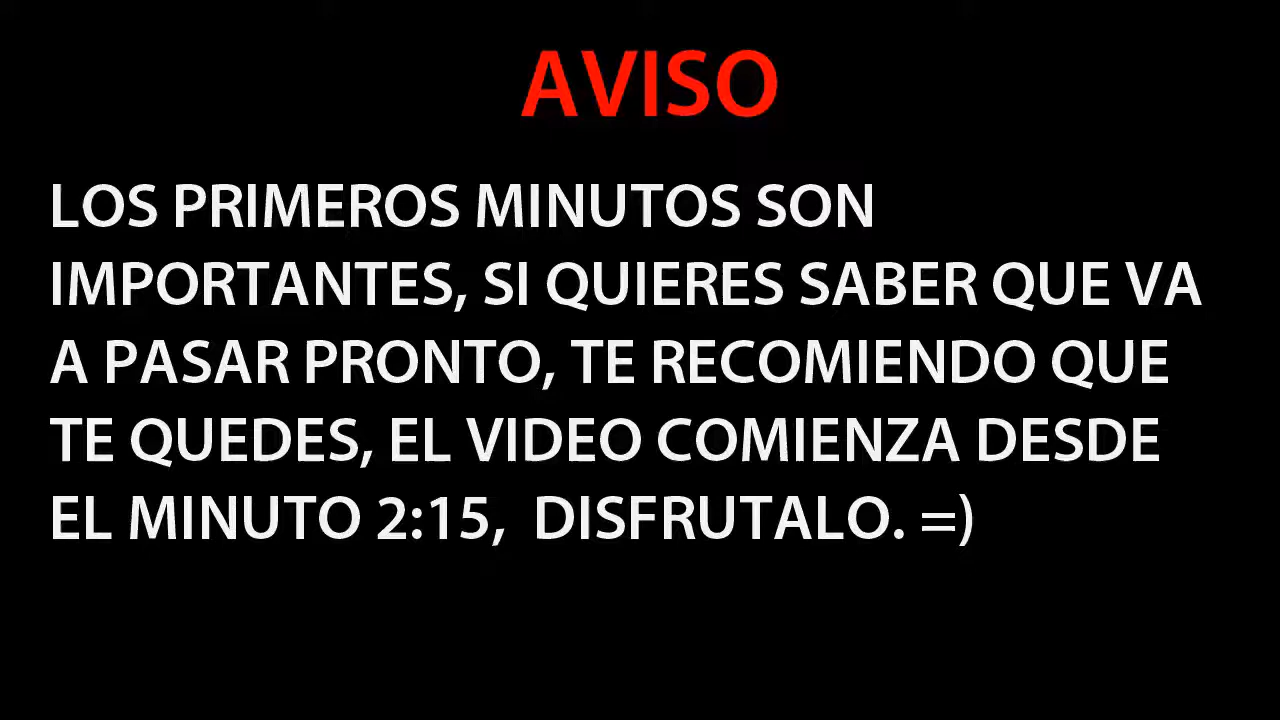 AVISO
LOS PRIMEROS MINUTOS SON
IMPORTANTES, SI QUIERES SABER QUE VA
A PASAR PRONTO, TE RECOMIENDO QUE
TE QUEDES, EL VIDEO COMIENZA DESDE
EL MINUTO 2:15,  DISFRUTALO. =)